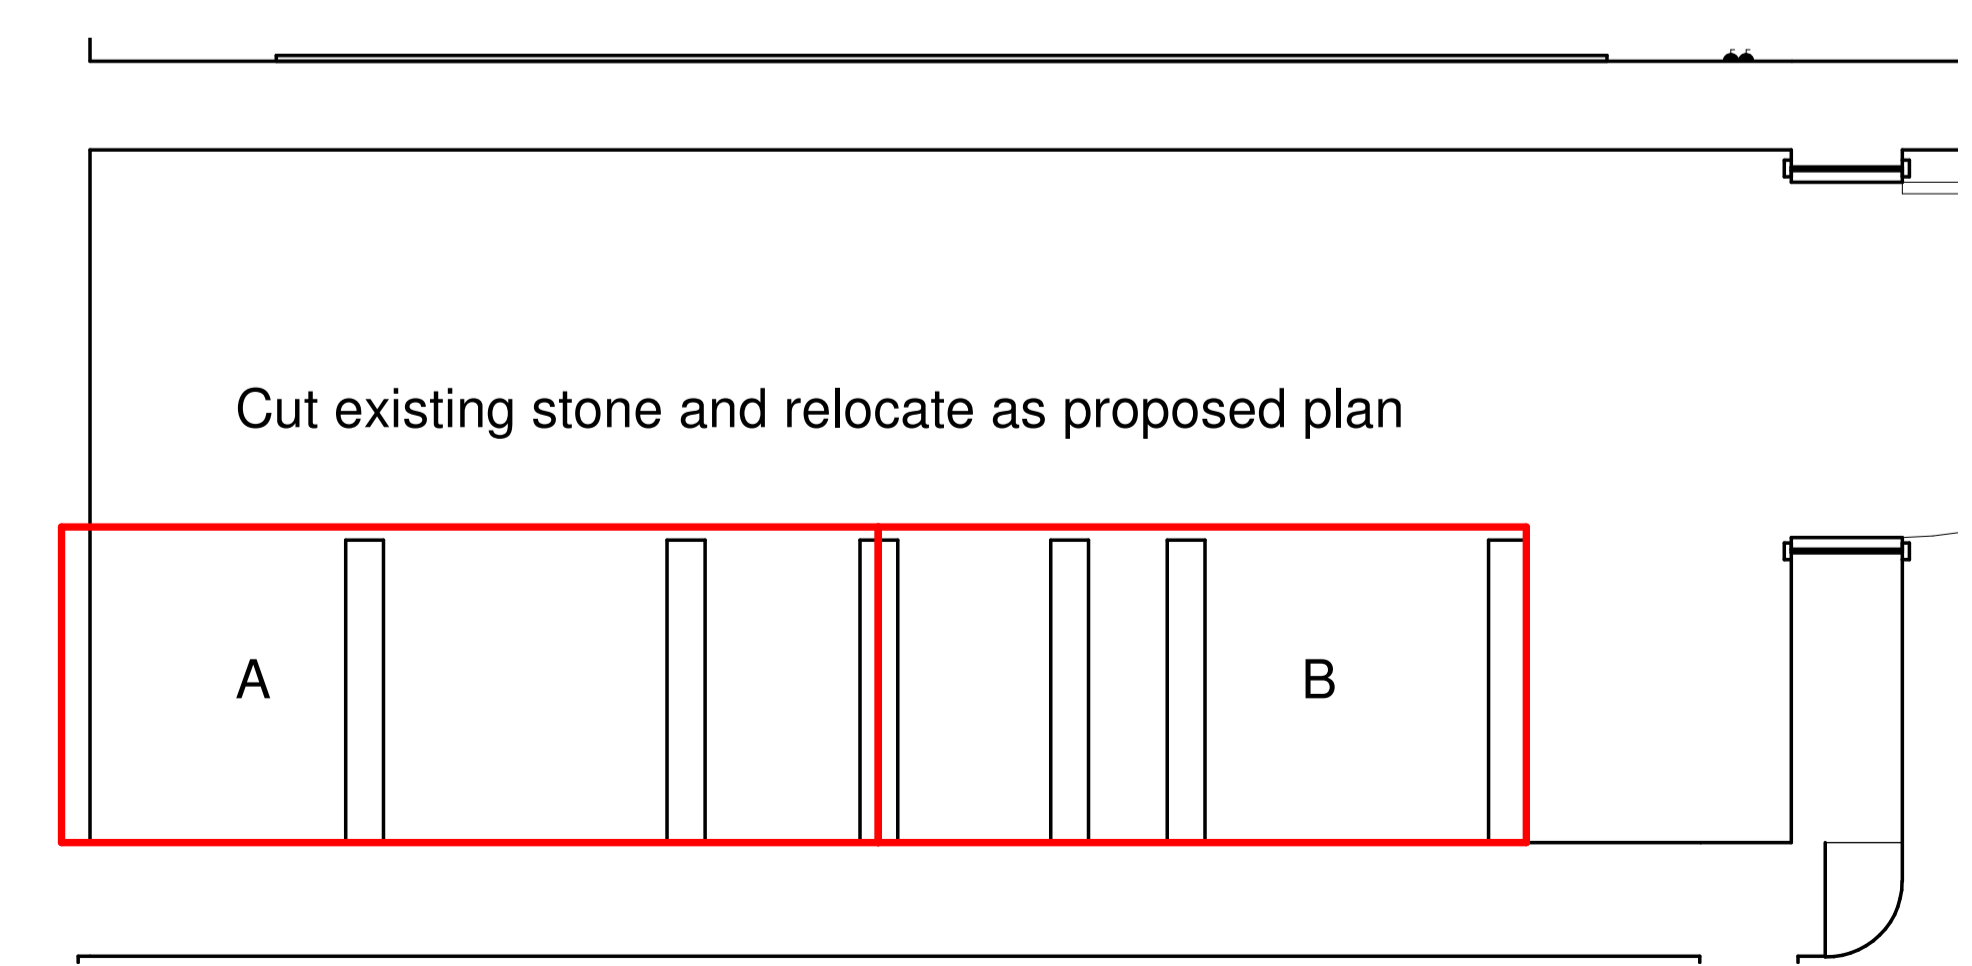 Cut existing stone and relocate as proposed plan
A
B